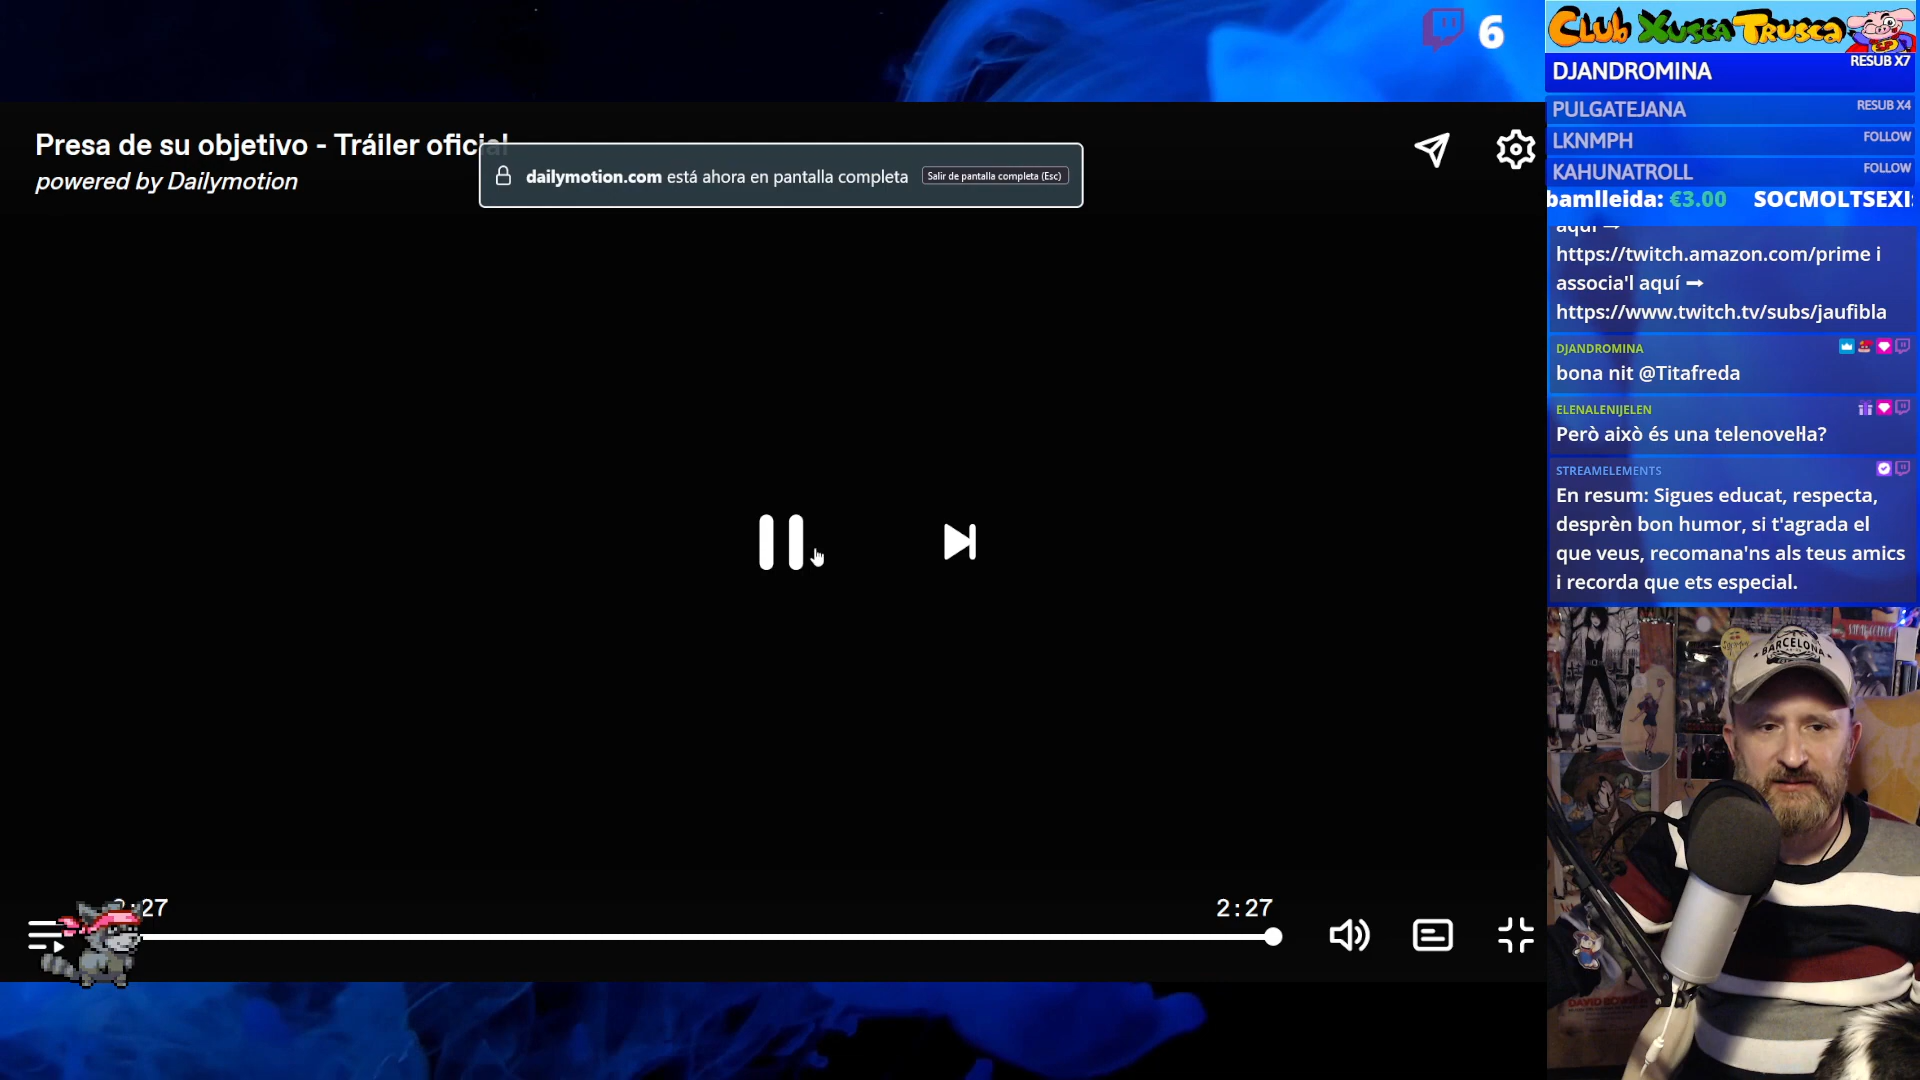 6
Presa de su objetivo - Tráiler oficial
powered by Dailymotion
dailymotion.com está ahora en pantalla completa
Salir de pantalla completa (Esc)
2:27
2:27
Club Xusca Trusca
RESUB X7
DJANDROMINA
PULGATEJANA
RESUB X4
LKNMPH
FOLLOW
KAHUNATROLL
FOLLOW
bamlleida: €3.00 SOCMOLTSEXI:
aquí ➞
https://twitch.amazon.com/prime i
associa'l aquí ➞
https://www.twitch.tv/subs/jaufibla
DJANDROMINA
bona nit @Titafreda
ELENALENIJELEN
Però això és una telenoveŀla?
STREAMELEMENTS
En resum: Sigues educat, respecta,
desprèn bon humor, si t'agrada el
que veus, recomana'ns als teus amics
i recorda que ets especial.
BARCELONA